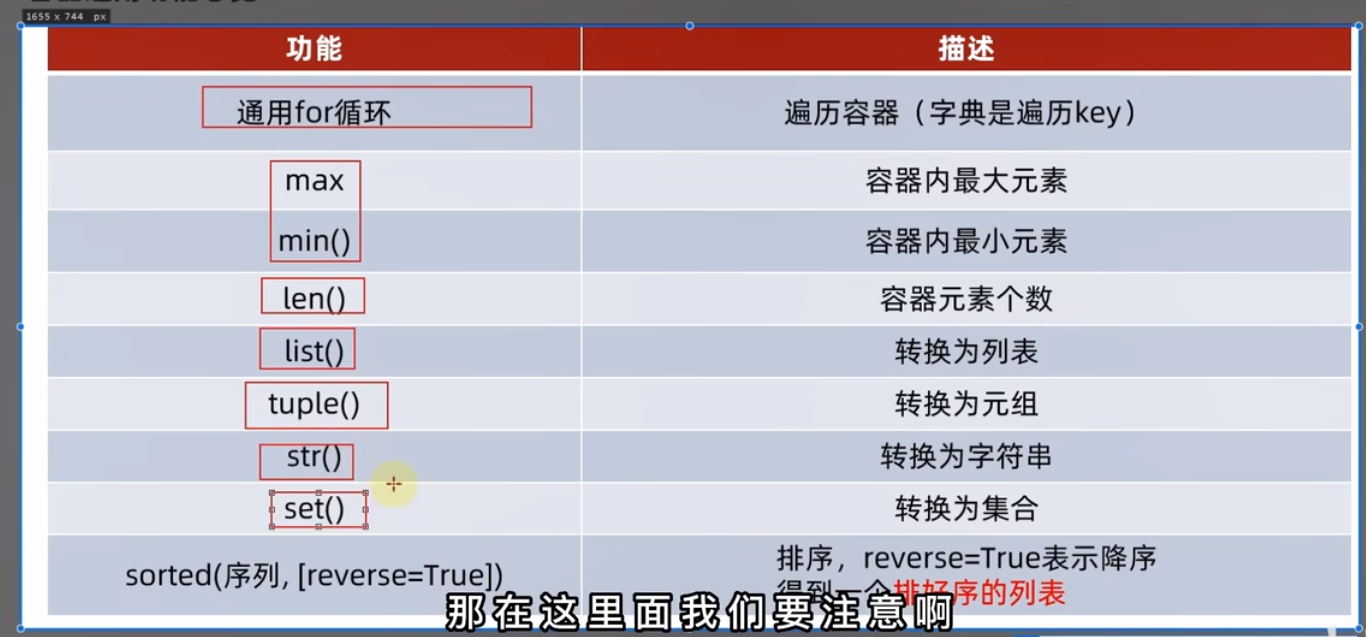 1655 x 744 px
功能
描述
通用for循环
遍历容器（字典是遍历key）
max
容器内最大元素
min()
容器内最小元素
len()
容器元素个数
list()
转换为列表
tuple()
转换为元组
str()
转换为字符串
set()
转换为集合
sorted(序列, [reverse=True])
排序，reverse=True表示降序
得到一个排好序的列表
那在这里面我们要注意啊